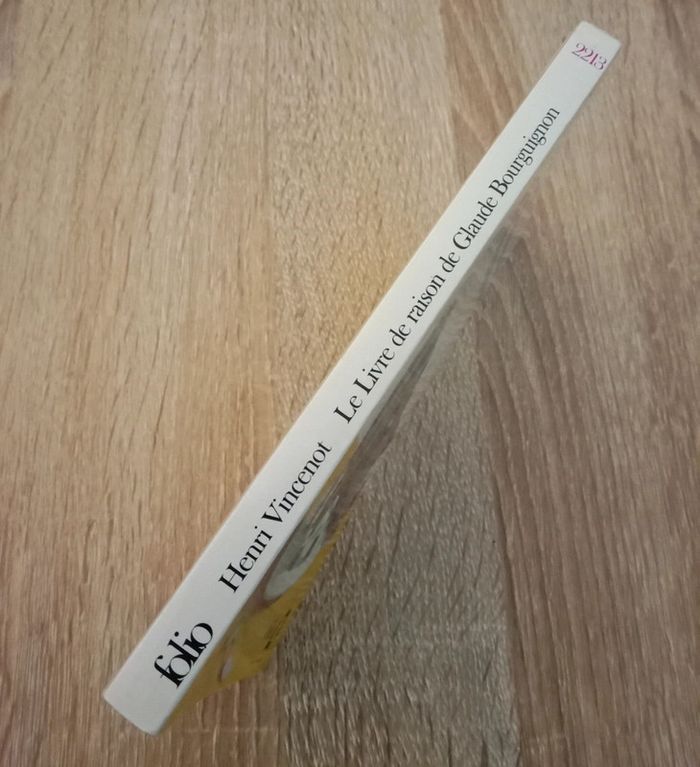 folio Henri Vincenot Le Livre de raison de Glaude Bourguignon 2213